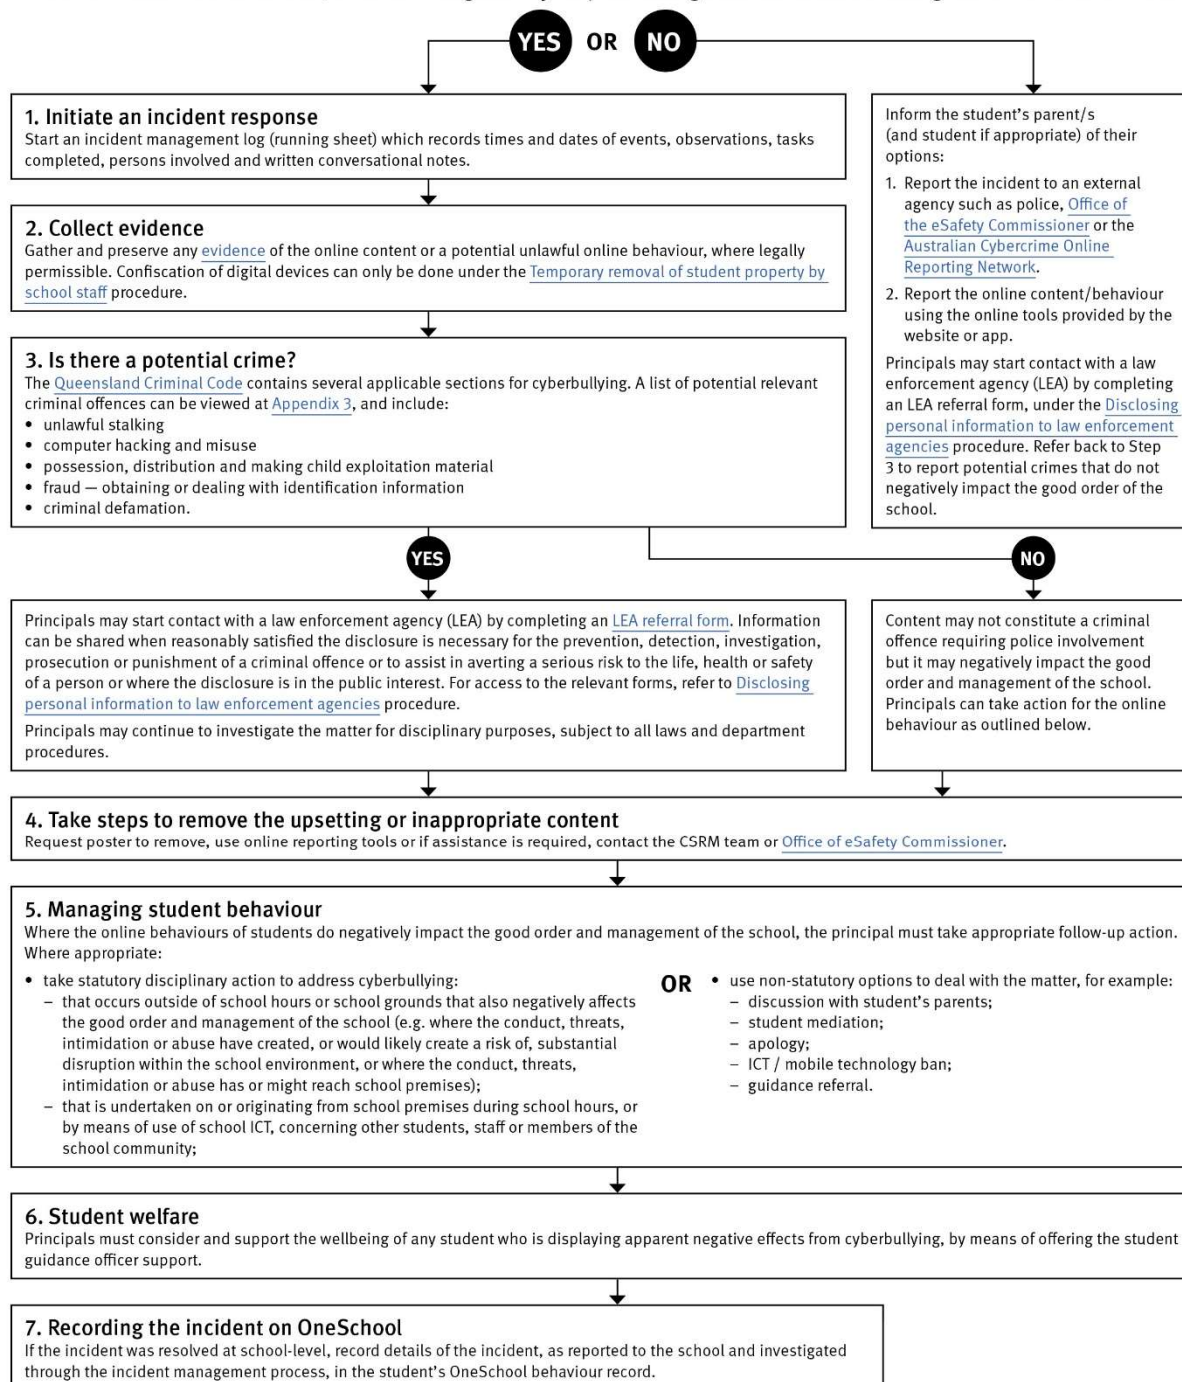 YES OR NO
1. Initiate an incident response
Start an incident management log (running sheet) which records times and dates of events, observations, tasks
completed, persons involved and written conversational notes.
2. Collect evidence
Gather and preserve any evidence of the online content or a potential unlawful online behaviour, where legally
permissible. Confiscation of digital devices can only be done under the Temporary removal of student property by
school staff procedure.
3. Is there a potential crime?
The Queensland Criminal Code contains several applicable sections for cyberbullying. A list of potential relevant
criminal offences can be viewed at Appendix 3, and include:
• unlawful stalking
• computer hacking and misuse
• possession, distribution and making child exploitation material
• fraud — obtaining or dealing with identification information
• criminal defamation.
Inform the student's parent/s
(and student if appropriate) of their
options:
1. Report the incident to an external
agency such as police, Office of
the eSafety Commissioner or the
Australian Cybercrime Online
Reporting Network.
2. Report the online content/behaviour
using the online tools provided by the
website or app.
Principals may start contact with a law
enforcement agency (LEA) by completing
an LEA referral form, under the Disclosing
personal information to law enforcement
agencies procedure. Refer back to Step
3 to report potential crimes that do not
negatively impact the good order of the
school.
YES
NO
Principals may start contact with a law enforcement agency (LEA) by completing an LEA referral form. Information
can be shared when reasonably satisfied the disclosure is necessary for the prevention, detection, investigation,
prosecution or punishment of a criminal offence or to assist in averting a serious risk to the life, health or safety
of a person or where the disclosure is in the public interest. For access to the relevant forms, refer to Disclosing
personal information to law enforcement agencies procedure.
Principals may continue to investigate the matter for disciplinary purposes, subject to all laws and department
procedures.
Content may not constitute a criminal
offence requiring police involvement
but it may negatively impact the good
order and management of the school.
Principals can take action for the online
behaviour as outlined below.
4. Take steps to remove the upsetting or inappropriate content
Request poster to remove, use online reporting tools or if assistance is required, contact the CSRM team or Office of eSafety Commissioner.
5. Managing student behaviour
Where the online behaviours of students do negatively impact the good order and management of the school, the principal must take appropriate follow-up action.
Where appropriate:
• take statutory disciplinary action to address cyberbullying:
– that occurs outside of school hours or school grounds that also negatively affects
the good order and management of the school (e.g. where the conduct, threats,
intimidation or abuse have created, or would likely create a risk of, substantial
disruption within the school environment, or where the conduct, threats,
intimidation or abuse has or might reach school premises);
– that is undertaken on or originating from school premises during school hours, or
by means of use of school ICT, concerning other students, staff or members of the
school community;
OR
• use non-statutory options to deal with the matter, for example:
– discussion with student's parents;
– student mediation;
– apology;
– ICT / mobile technology ban;
– guidance referral.
6. Student welfare
Principals must consider and support the wellbeing of any student who is displaying apparent negative effects from cyberbullying, by means of offering the student
guidance officer support.
7. Recording the incident on OneSchool
If the incident was resolved at school-level, record details of the incident, as reported to the school and investigated
through the incident management process, in the student's OneSchool behaviour record.